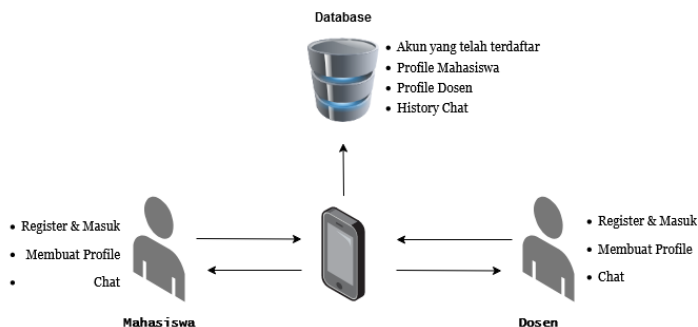 Database
• Akun yang telah terdaftar
• Profile Mahasiswa
• Profile Dosen
• History Chat
• Register & Masuk
• Membuat Profile
• Chat
Mahasiswa
• Register & Masuk
• Membuat Profile
• Chat
Dosen